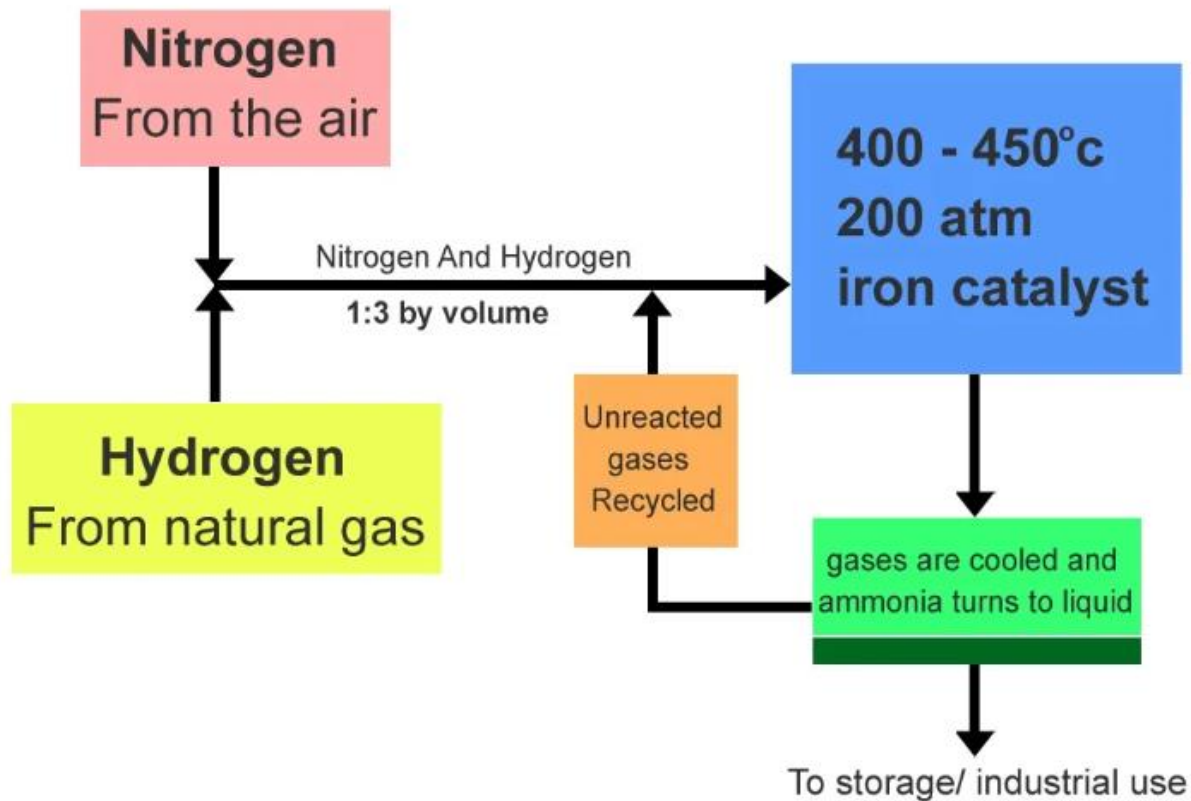 Nitrogen
From the air
400 - 450°c
200 atm
iron catalyst
Nitrogen And Hydrogen
1:3 by volume
Unreacted
gases
Recycled
Hydrogen
From natural gas
gases are cooled and
ammonia turns to liquid
To storage/ industrial use